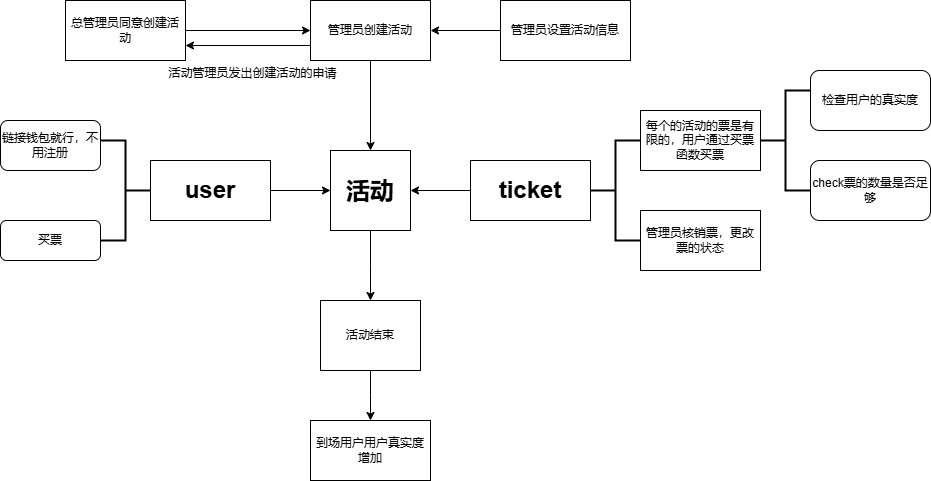 总管理员同意创建活
动
管理员创建活动
管理员设置活动信息
活动管理员发出创建活动的申请
链接钱包就行，不
用注册
买票
user
活动
ticket
每个的活动的票是有
限的，用户通过买票
函数买票
管理员核销票，更改
票的状态
检查用户的真实度
check票的数量是否足
够
活动结束
到场用户用户真实度
增加